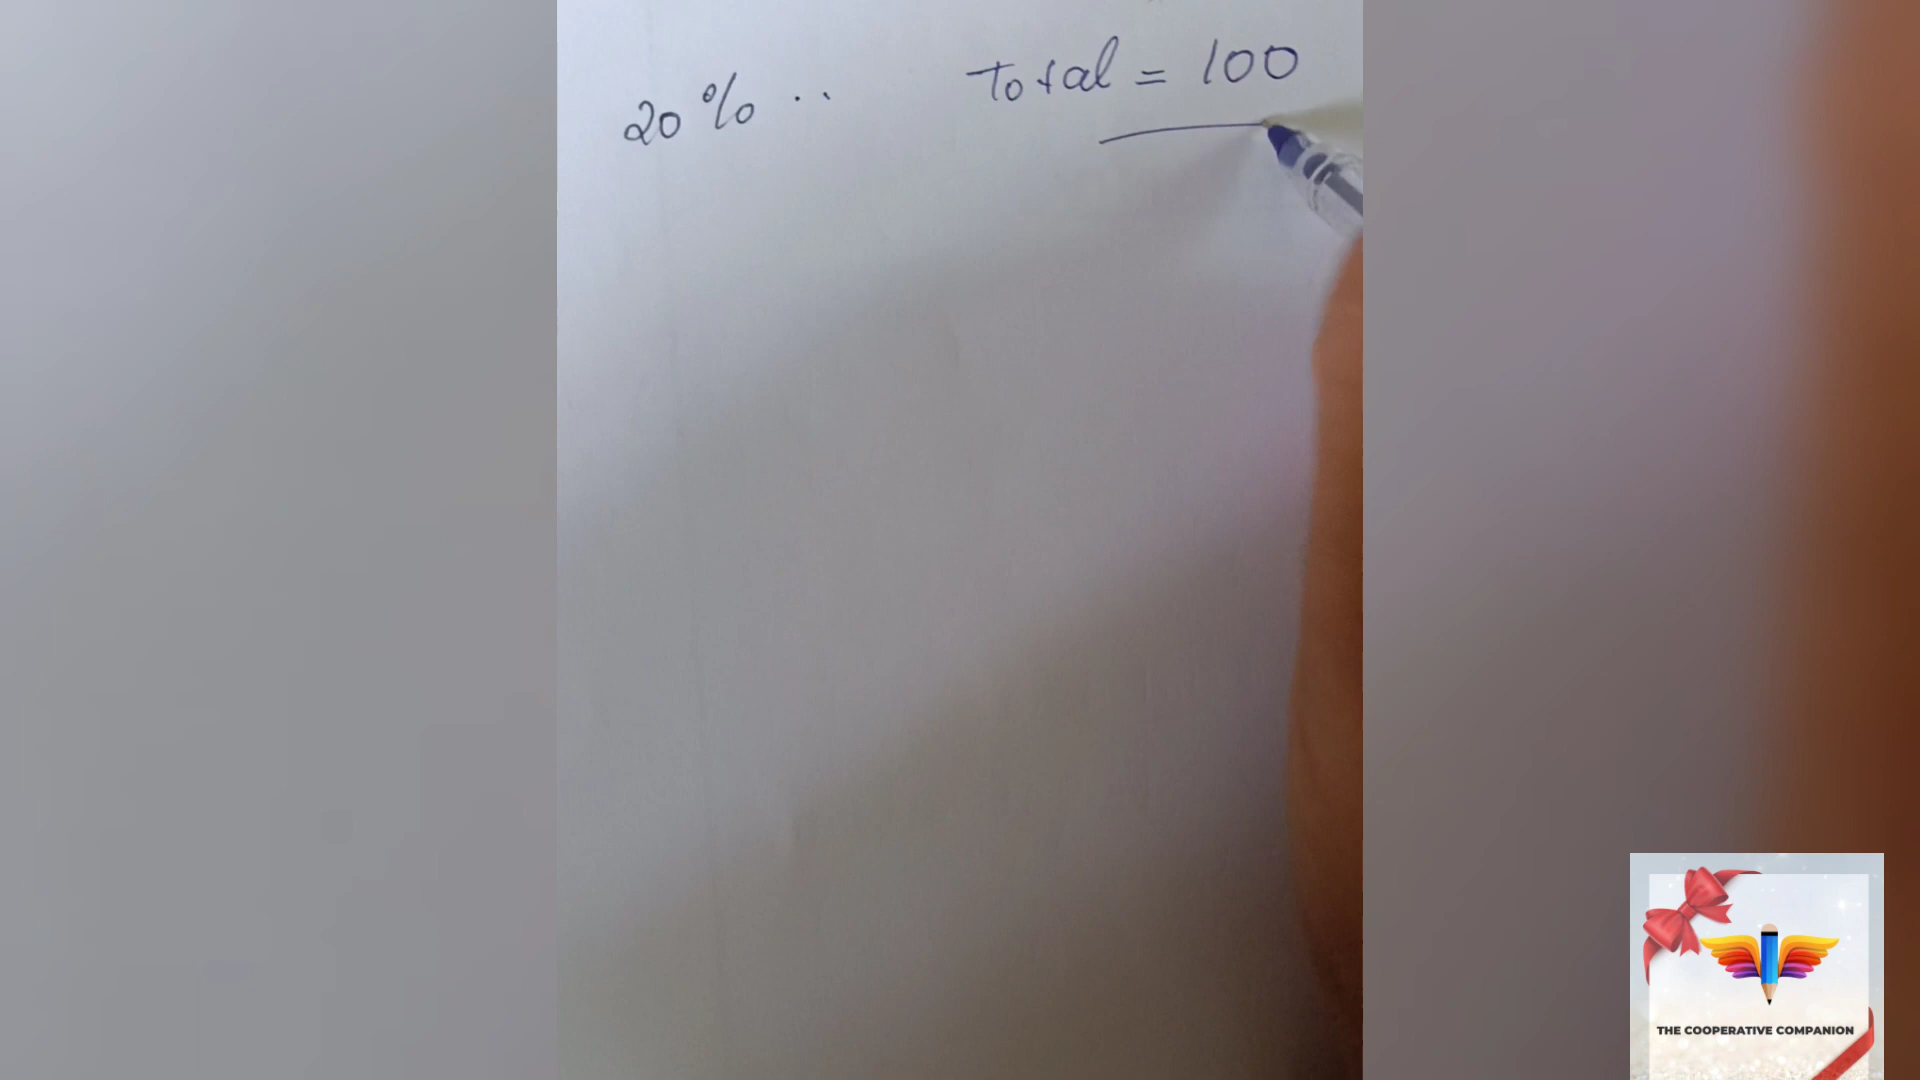 20% .. Total = 100
THE COOPERATIVE COMPANION